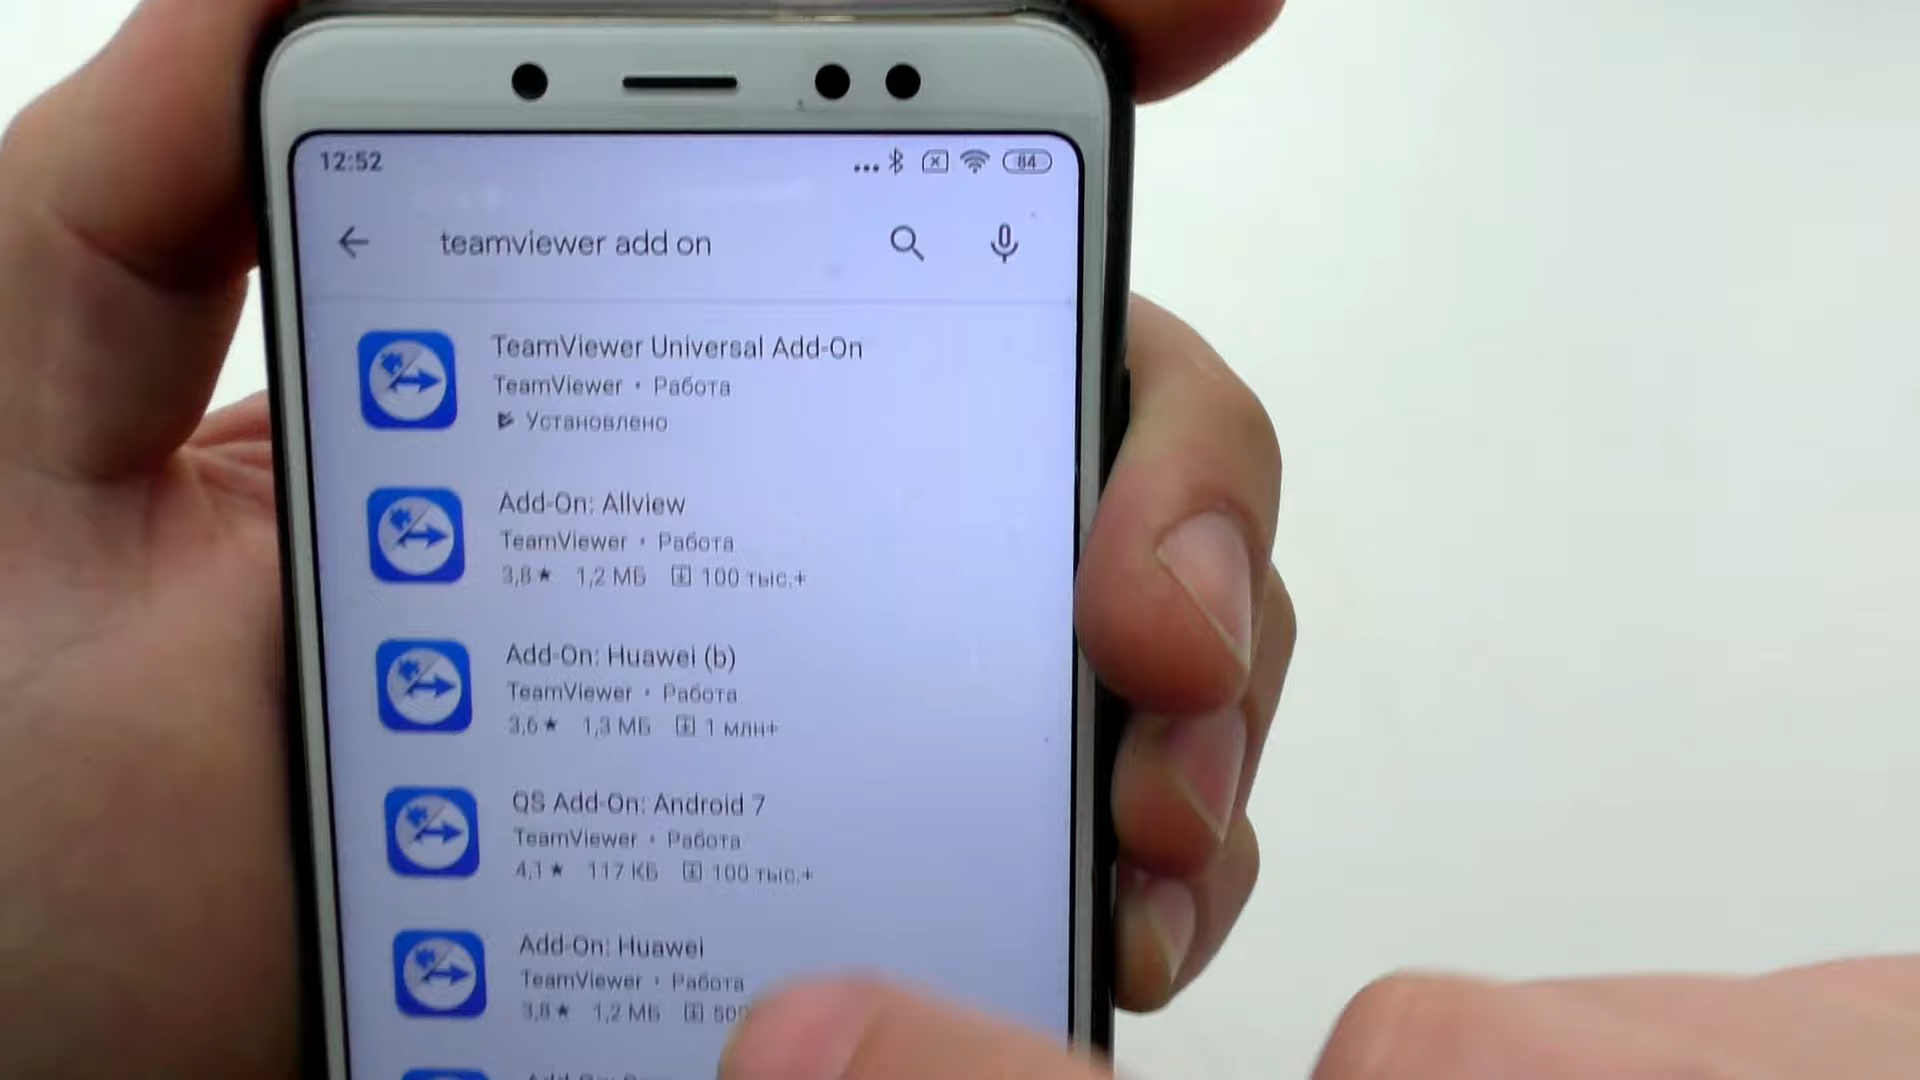 12:52 84
teamviewer add on
TeamViewer Universal Add-On
TeamViewer • Работа
Установлено
Add-On: Allview
TeamViewer • Работа
3,8★ 1,2 МБ 100 тыс.+
Add-On: Huawei (b)
TeamViewer • Работа
3,6★ 1,3 МБ 1 млн+
QS Add-On: Android 7
TeamViewer • Работа
4,1★ 117 КБ 100 тыс.+
Add-On: Huawei
TeamViewer • Работа
3,8★ 1,2 МБ 500
Add-On: